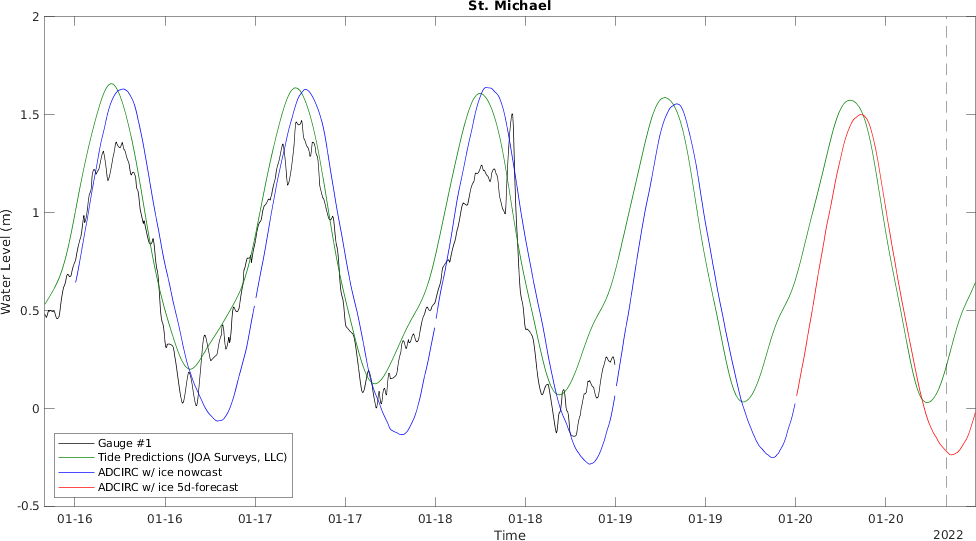 St. Michael
2
1.5
1
0.5
0
-0.5
Water Level (m)
Gauge #1
Tide Predictions (JOA Surveys, LLC)
ADCIRC w/ ice nowcast
ADCIRC w/ ice 5d-forecast
01-16 01-16 01-17 01-17 01-18 01-18 01-19 01-19 01-20 01-20
Time
2022